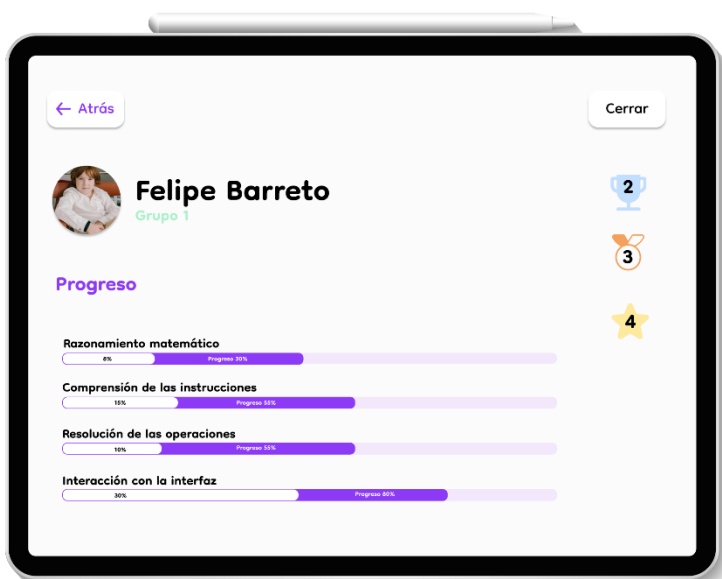 ← Atrás
Cerrar
Felipe Barreto
Grupo 1
2
3
4
Progreso
Razonamiento matemático
8% Progreso 30%
Comprensión de las instrucciones
15% Progreso 55%
Resolución de las operaciones
10% Progreso 55%
Interacción con la interfaz
30% Progreso 60%